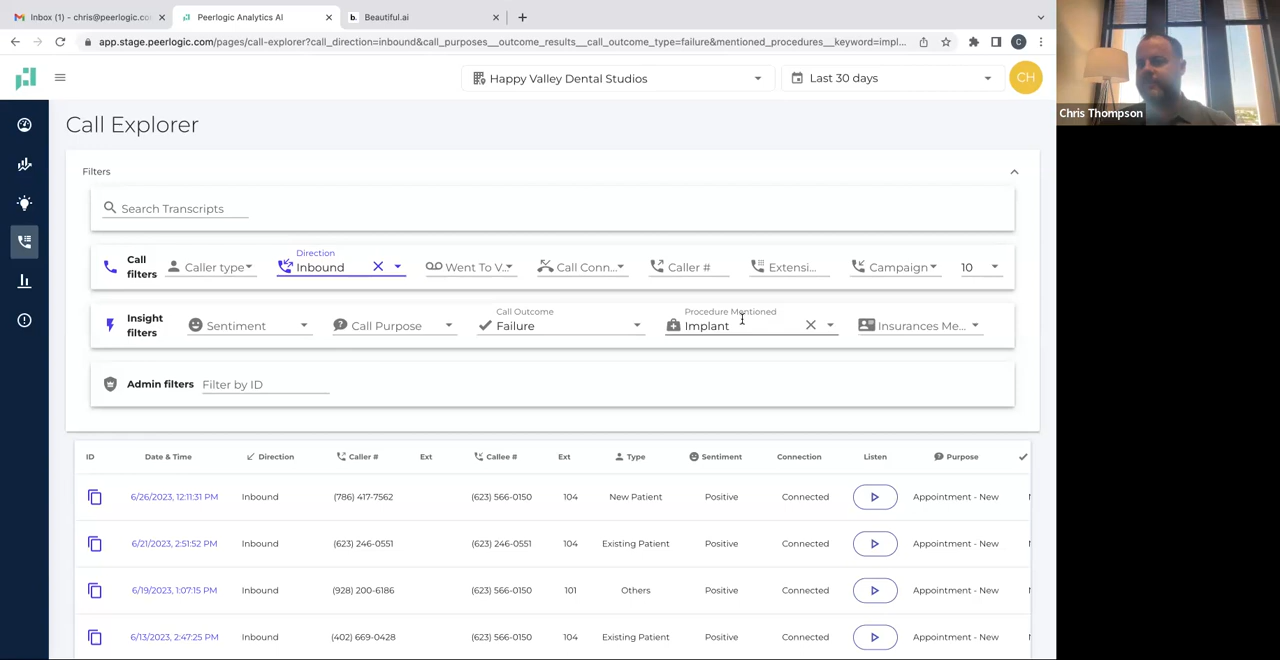 Inbox (1) - chris@peerlogic.co
Peerlogic Analytics AI
b.
Beautiful.ai
app.stage.peerlogic.com/pages/call-explorer?call_direction=inbound&call_purposes__outcome_results__call_outcome_type=failure&mentioned_procedures__keyword=impl...
C
Happy Valley Dental Studios
Last 30 days
CH
Chris Thompson
Call Explorer
Filters
Search Transcripts
Call filters
Caller type
Direction
Inbound
Went To V...
Call Conn...
Caller #
Extensi...
Campaign
10
Insight filters
Sentiment
Call Purpose
Call Outcome
Failure
Procedure Mentioned
Implant
Insurances Me...
Admin filters
Filter by ID
ID Date & Time Direction Caller # Ext Callee # Ext Type Sentiment Connection Listen Purpose
6/26/2023, 12:11:31 PM Inbound (786) 417-7562 (623) 566-0150 104 New Patient Positive Connected Appointment - New
6/21/2023, 2:51:52 PM Inbound (623) 246-0551 (623) 246-0551 104 Existing Patient Positive Connected Appointment - New
6/19/2023, 1:07:15 PM Inbound (928) 200-6186 (623) 566-0150 101 Others Positive Connected Appointment - New
6/13/2023, 2:47:25 PM Inbound (402) 669-0428 (623) 566-0150 104 Existing Patient Positive Connected Appointment - New